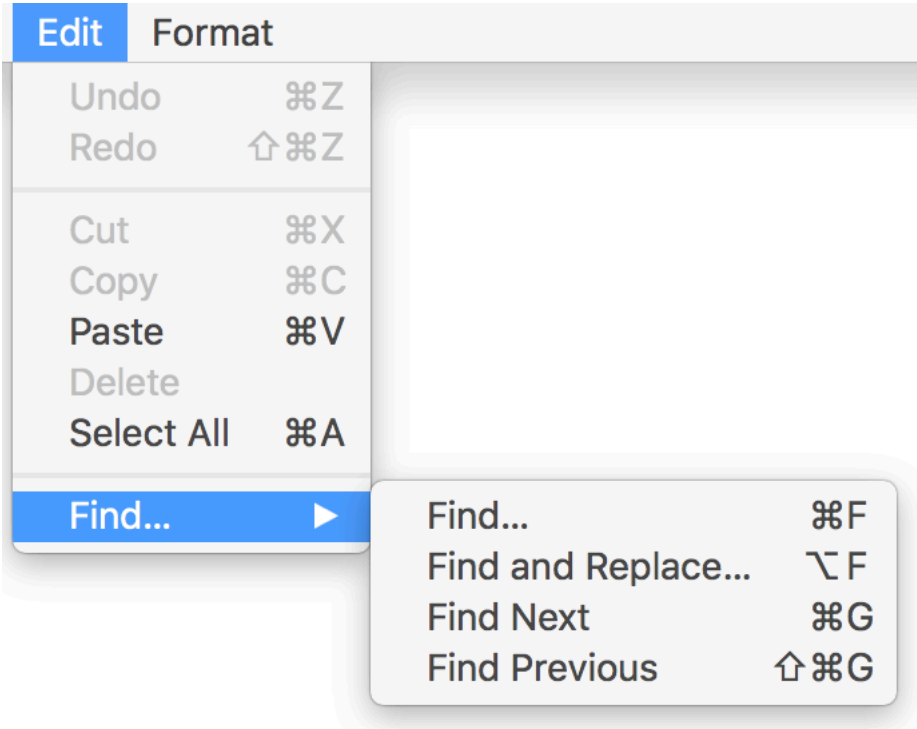 Edit Format
Undo ⌘Z
Redo ⇧⌘Z
Cut ⌘X
Copy ⌘C
Paste ⌘V
Delete
Select All ⌘A
Find... ▶
Find... ⌘F
Find and Replace... ⌥F
Find Next ⌘G
Find Previous ⇧⌘G